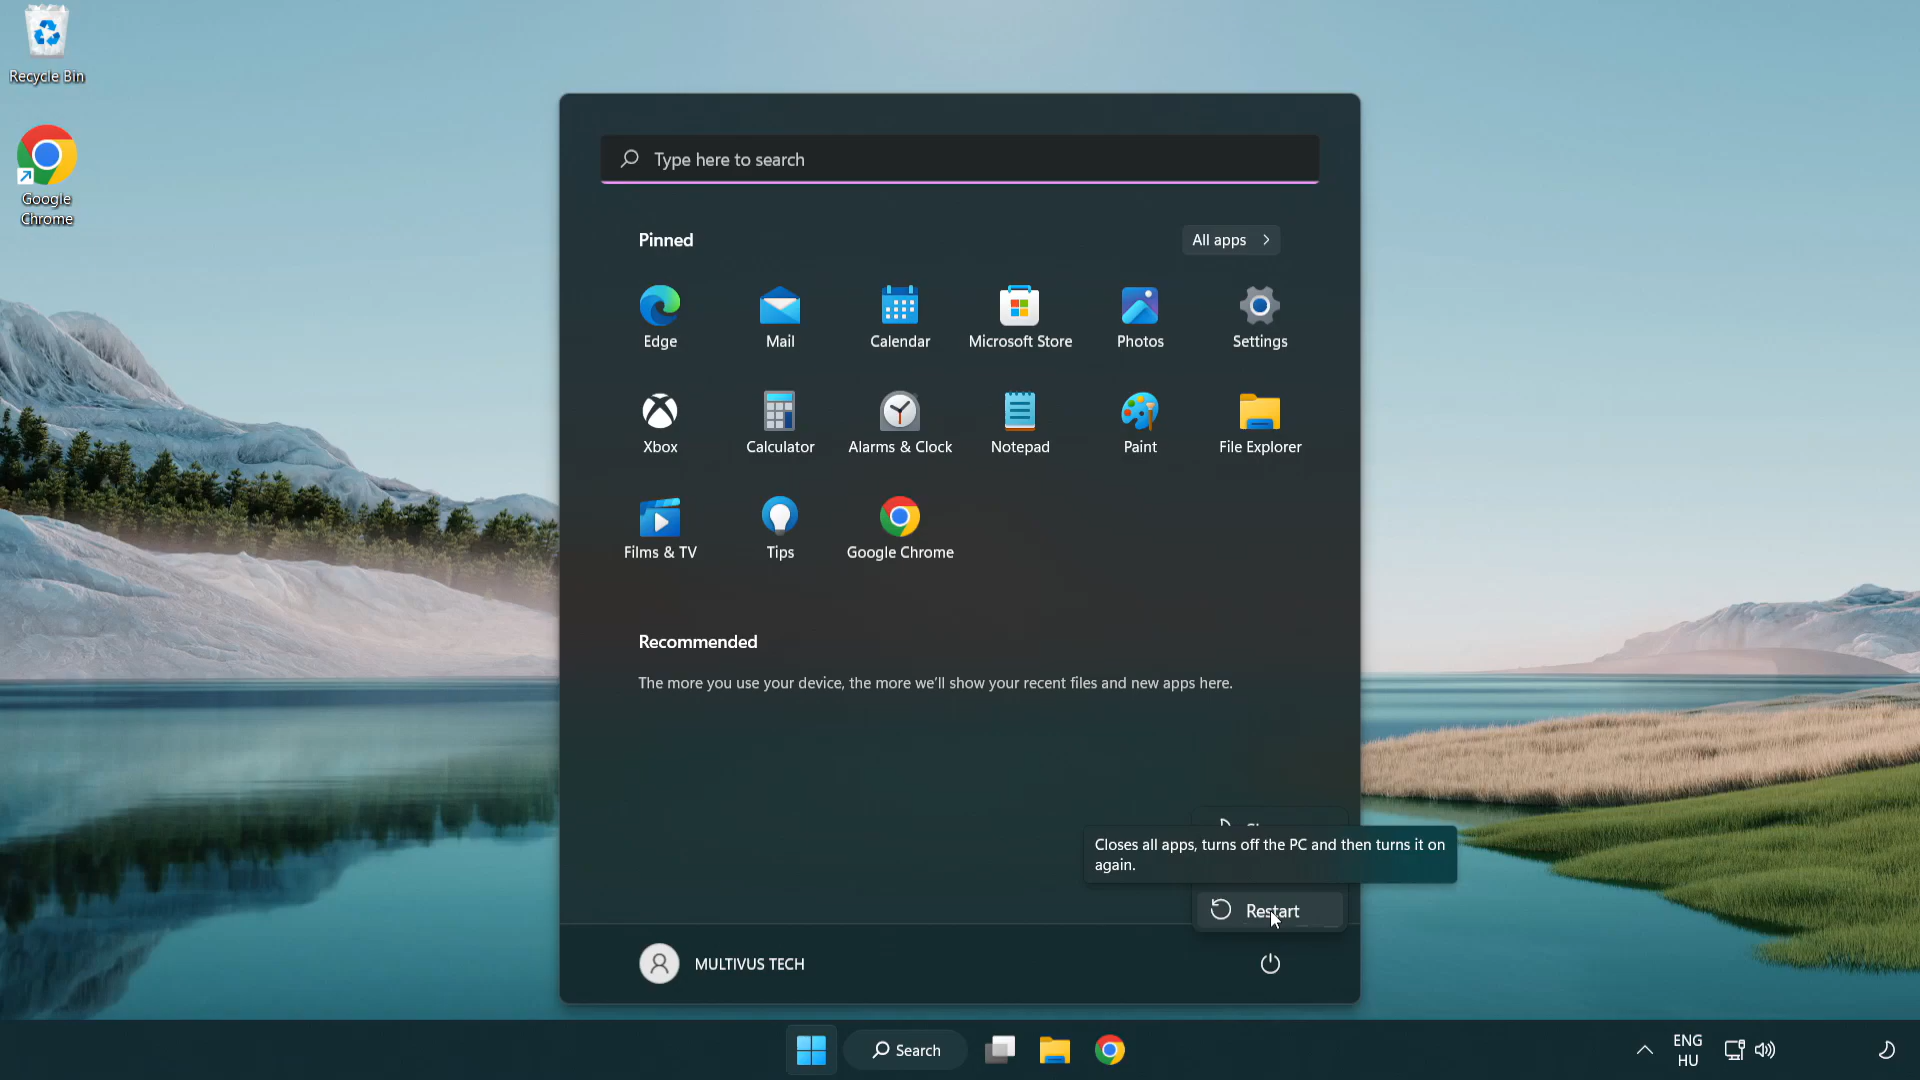 Recycle Bin
Google
Chrome
Type here to search
Pinned
All apps
Edge
Mail
Calendar
Microsoft Store
Photos
Settings
Xbox
Calculator
Alarms & Clock
Notepad
Paint
File Explorer
Films & TV
Tips
Google Chrome
Recommended
The more you use your device, the more we'll show your recent files and new apps here.
Closes all apps, turns off the PC and then turns it on
again.
Restart
MULTIVUS TECH
Search
ENG
HU